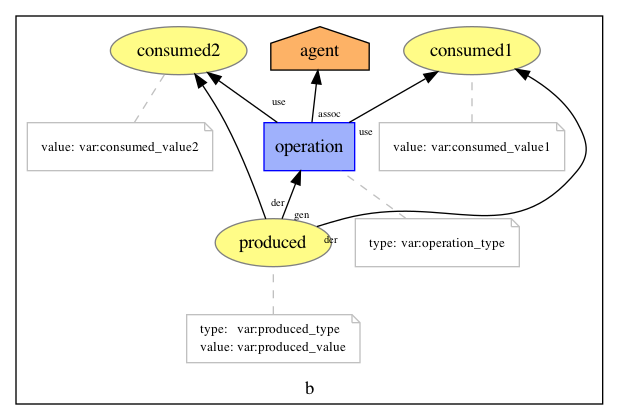 consumed2
agent
consumed1
use
assoc
use
value: var:consumed_value2
operation
value: var:consumed_value1
der
gen
der
produced
type: var:operation_type
type: var:produced_type
value: var:produced_value
b